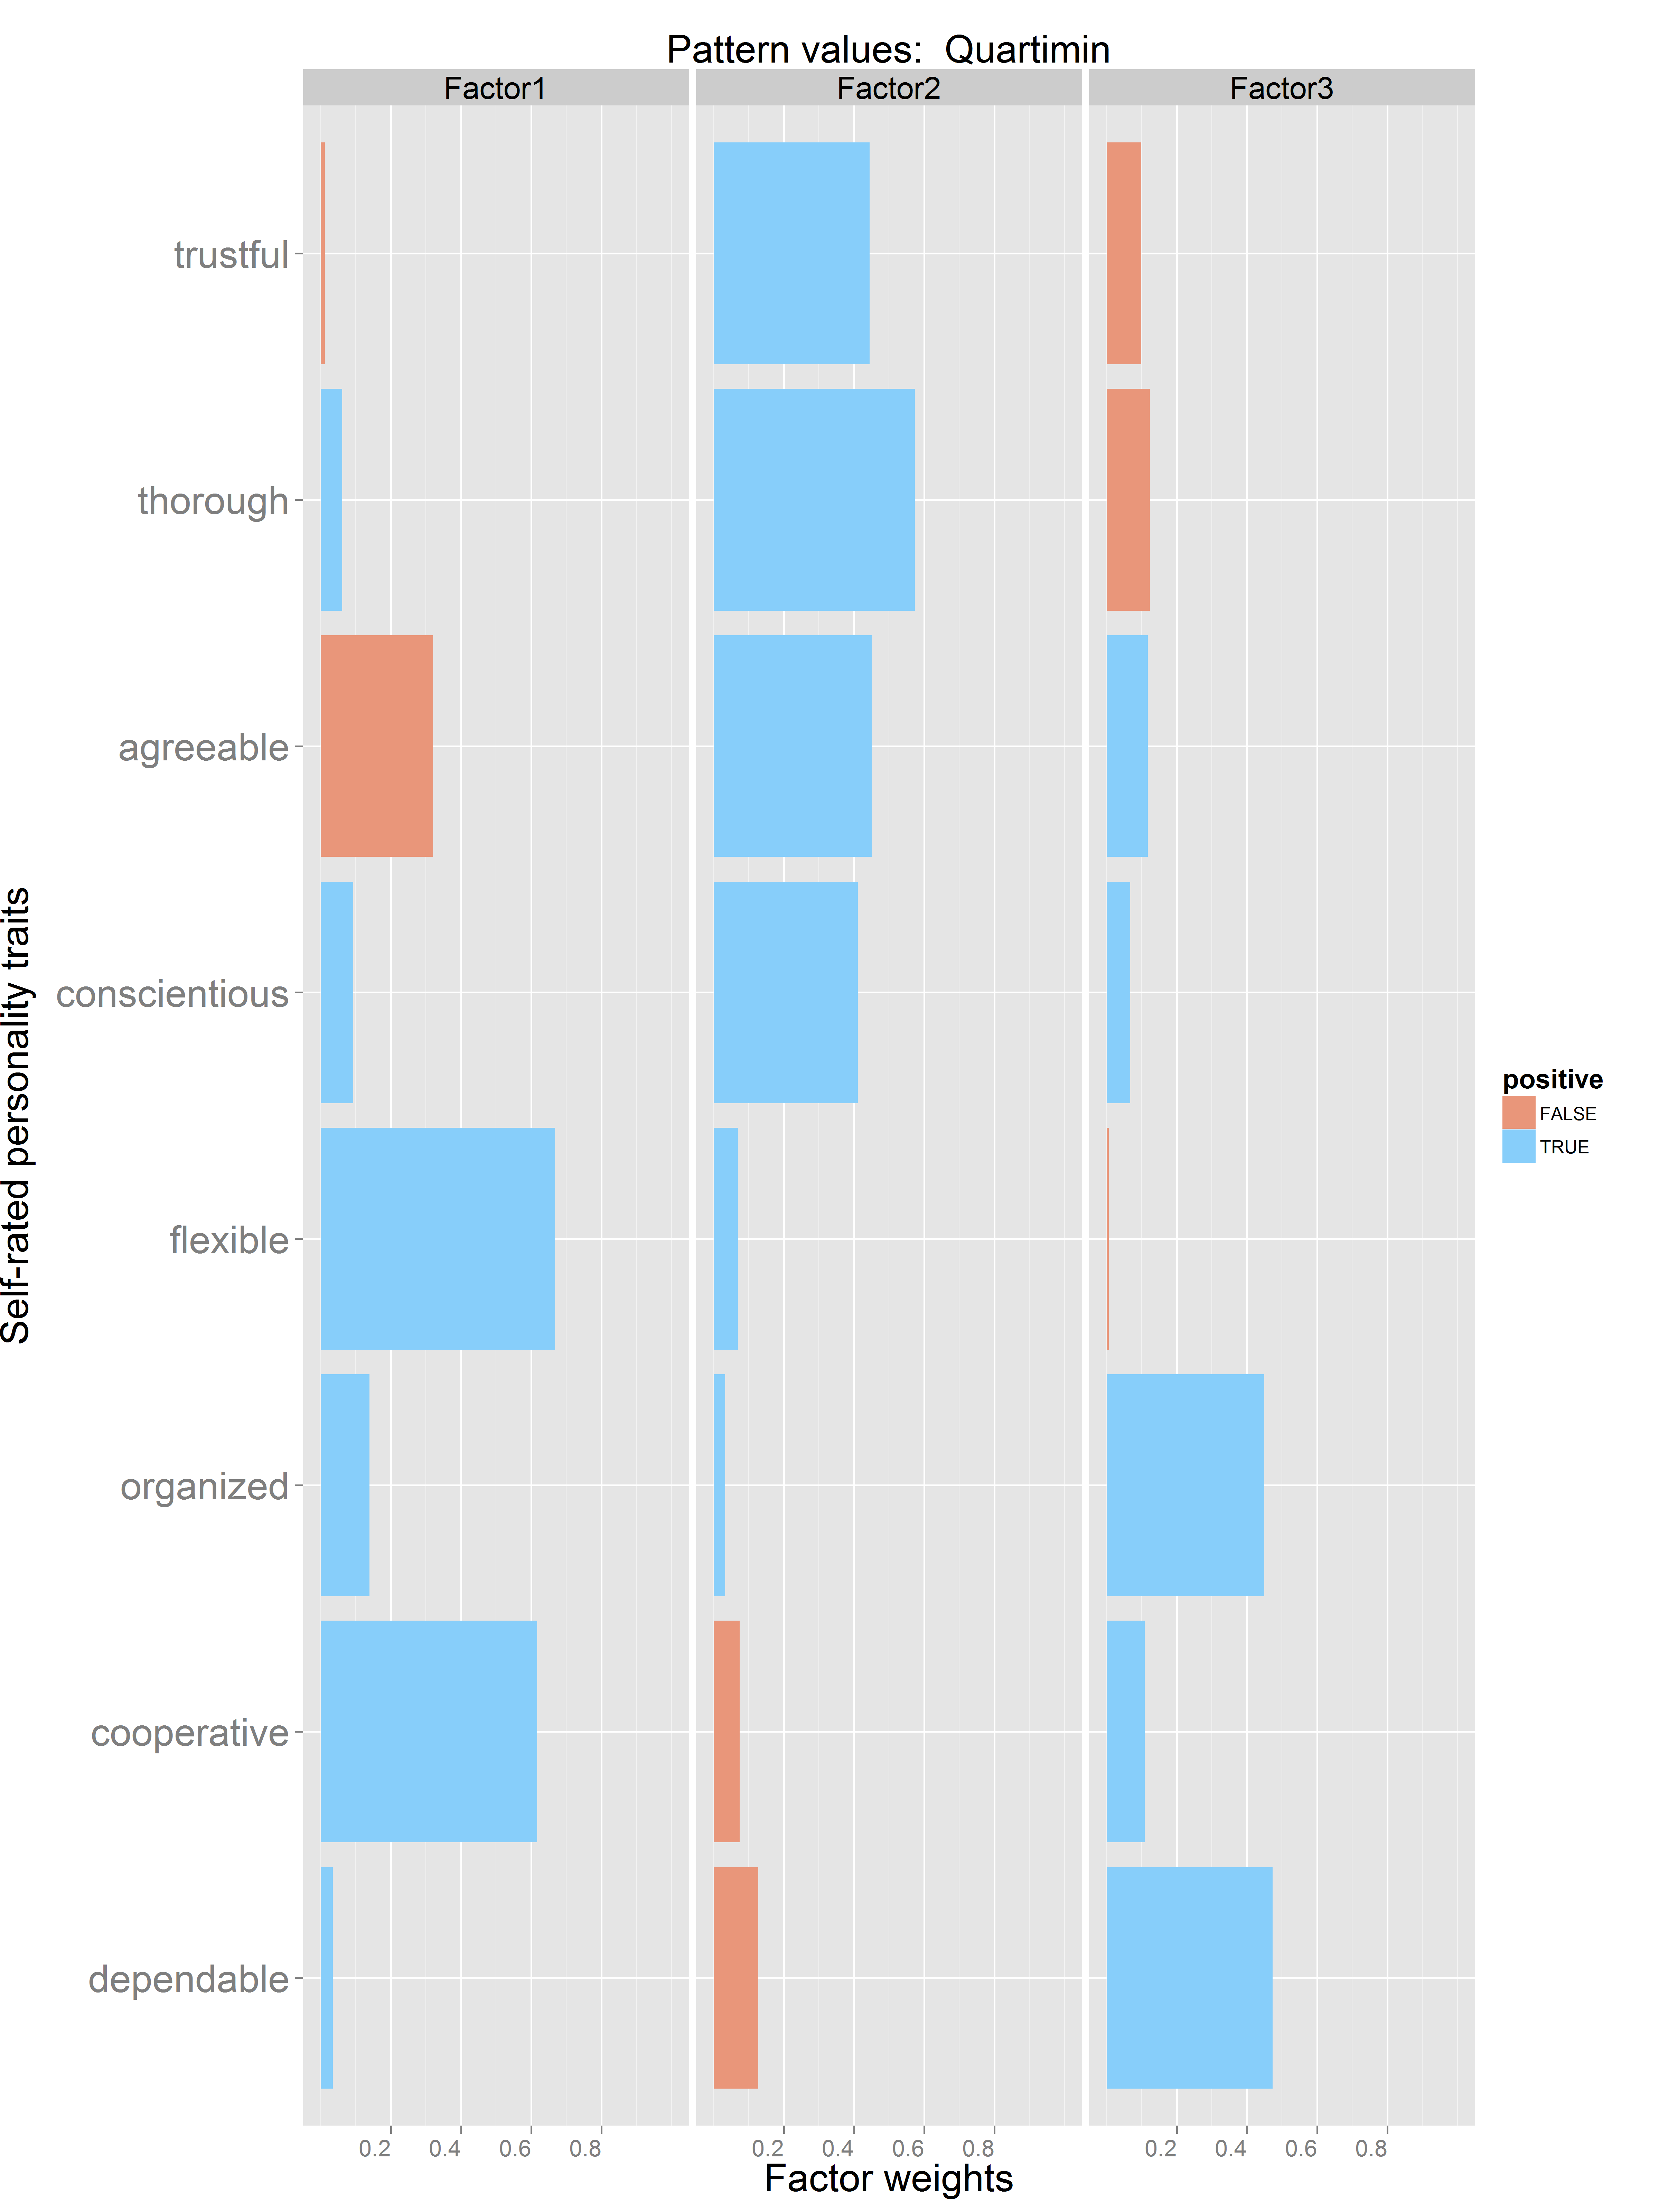 Pattern values:  Quartimin
Factor1 Factor2 Factor3
trustful
thorough
agreeable
conscientious
flexible
organized
cooperative
dependable
Self-rated personality traits
0.2 0.4 0.6 0.8 0.2 0.4 0.6 0.8 0.2 0.4 0.6 0.8
Factor weights
positive
FALSE
TRUE